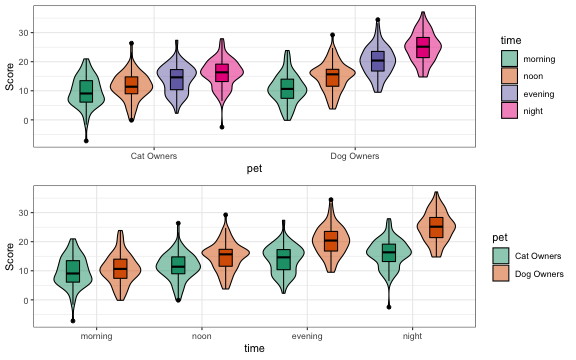 Score
30
20
10
0
Cat Owners
Dog Owners
pet
time
morning
noon
evening
night
Score
30
20
10
0
morning
noon
evening
night
time
pet
Cat Owners
Dog Owners